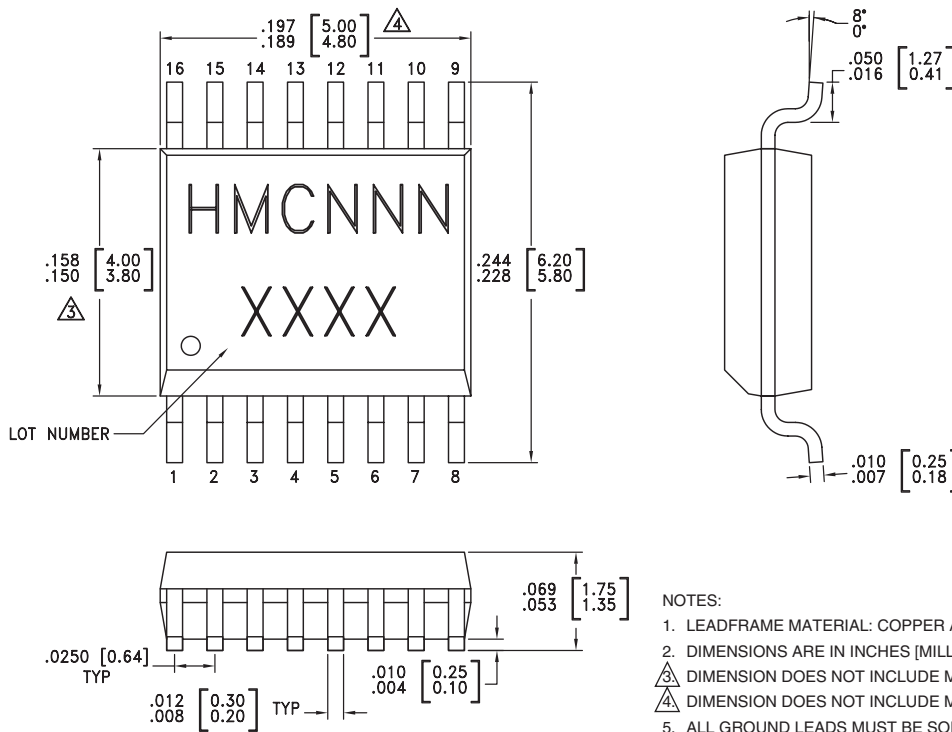 .197 [5.00] 4
.189 [4.80]
16 15 14 13 12 11 10 9
8°
0°
.050 [1.27]
.016 [0.41]
HMCNNN
.158 [4.00]
.150 [3.80]
3
.244 [6.20]
.228 [5.80]
XXXX
LOT NUMBER
1 2 3 4 5 6 7 8
.010 [0.25]
.007 [0.18]
.069 [1.75]
.053 [1.35]
.0250 [0.64]
TYP
.012 [0.30]
.008 [0.20]
TYP
.010 [0.25]
.004 [0.10]
NOTES:
1. LEADFRAME MATERIAL: COPPER
2. DIMENSIONS ARE IN INCHES
3. DIMENSION DOES NOT INCLUDE
4. DIMENSION DOES NOT INCLUDE
5. ALL GROUND LEADS MUST BE